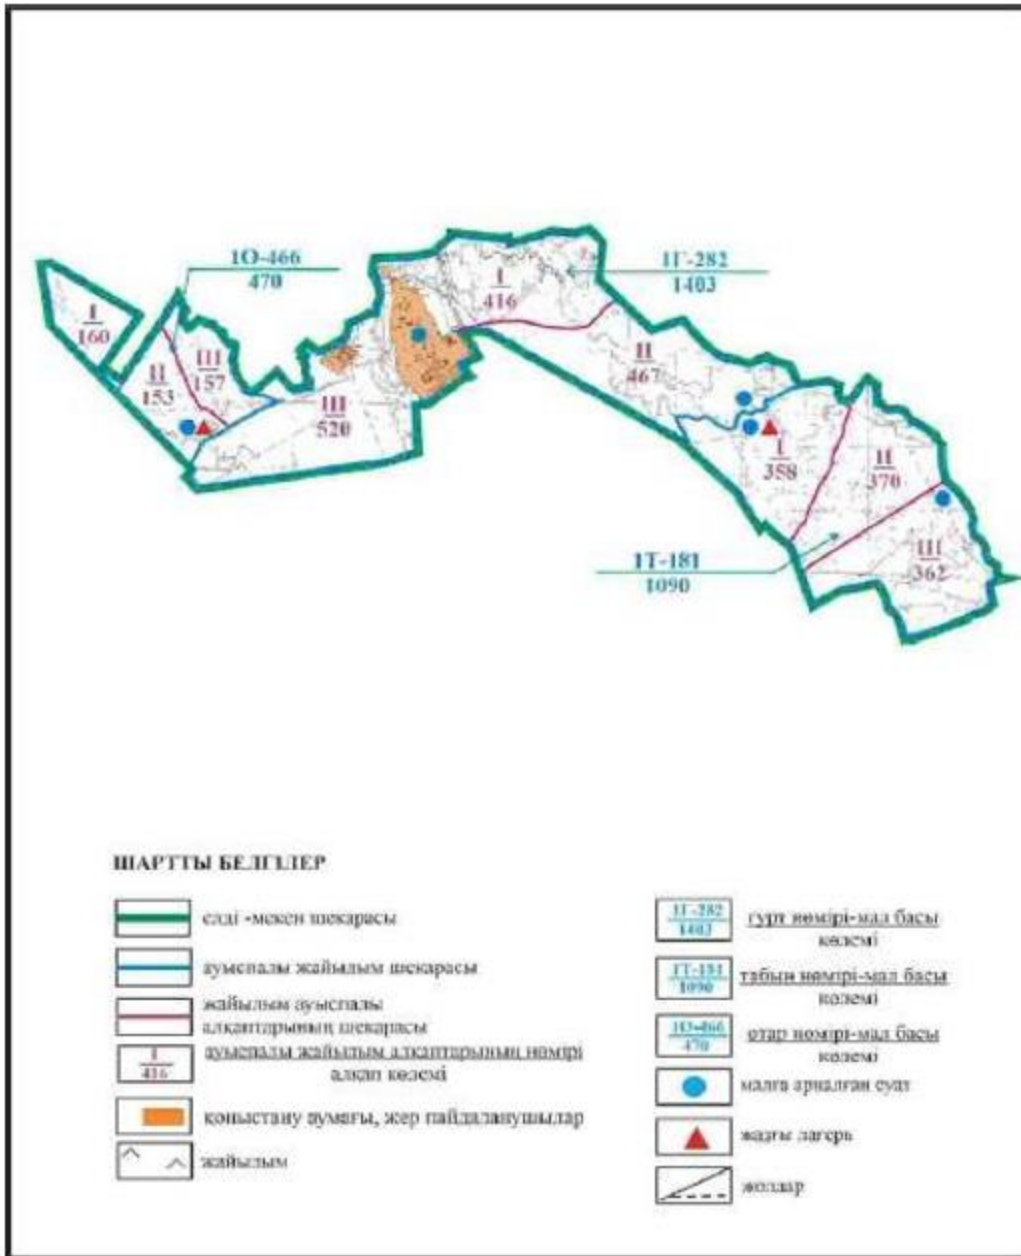 1О-466
470
1Г-282
1403
I
416
I
160
II
153
III
157
III
520
II
467
I
358
II
370
III
362
1Т-181
1090
ШАРТТЫ БЕЛГІЛЕР
елді -мекен шекарасы
ауыспалы жайылым шекарасы
жайылым ауыспалы
алқаптарының шекарасы
I
416
ауыспалы жайылым алқаптарының нөмірі
алқап көлемі
қоныстану аумағы, жер пайдаланушылар
жайылым
1Г-282
1403
гурт нөмірі-мал басы
көлемі
1Т-181
1090
табын нөмірі-мал басы
көлемі
1О-466
470
отар нөмірі-мал басы
көлемі
малға арналған суат
жазғы лагерь
жолдар